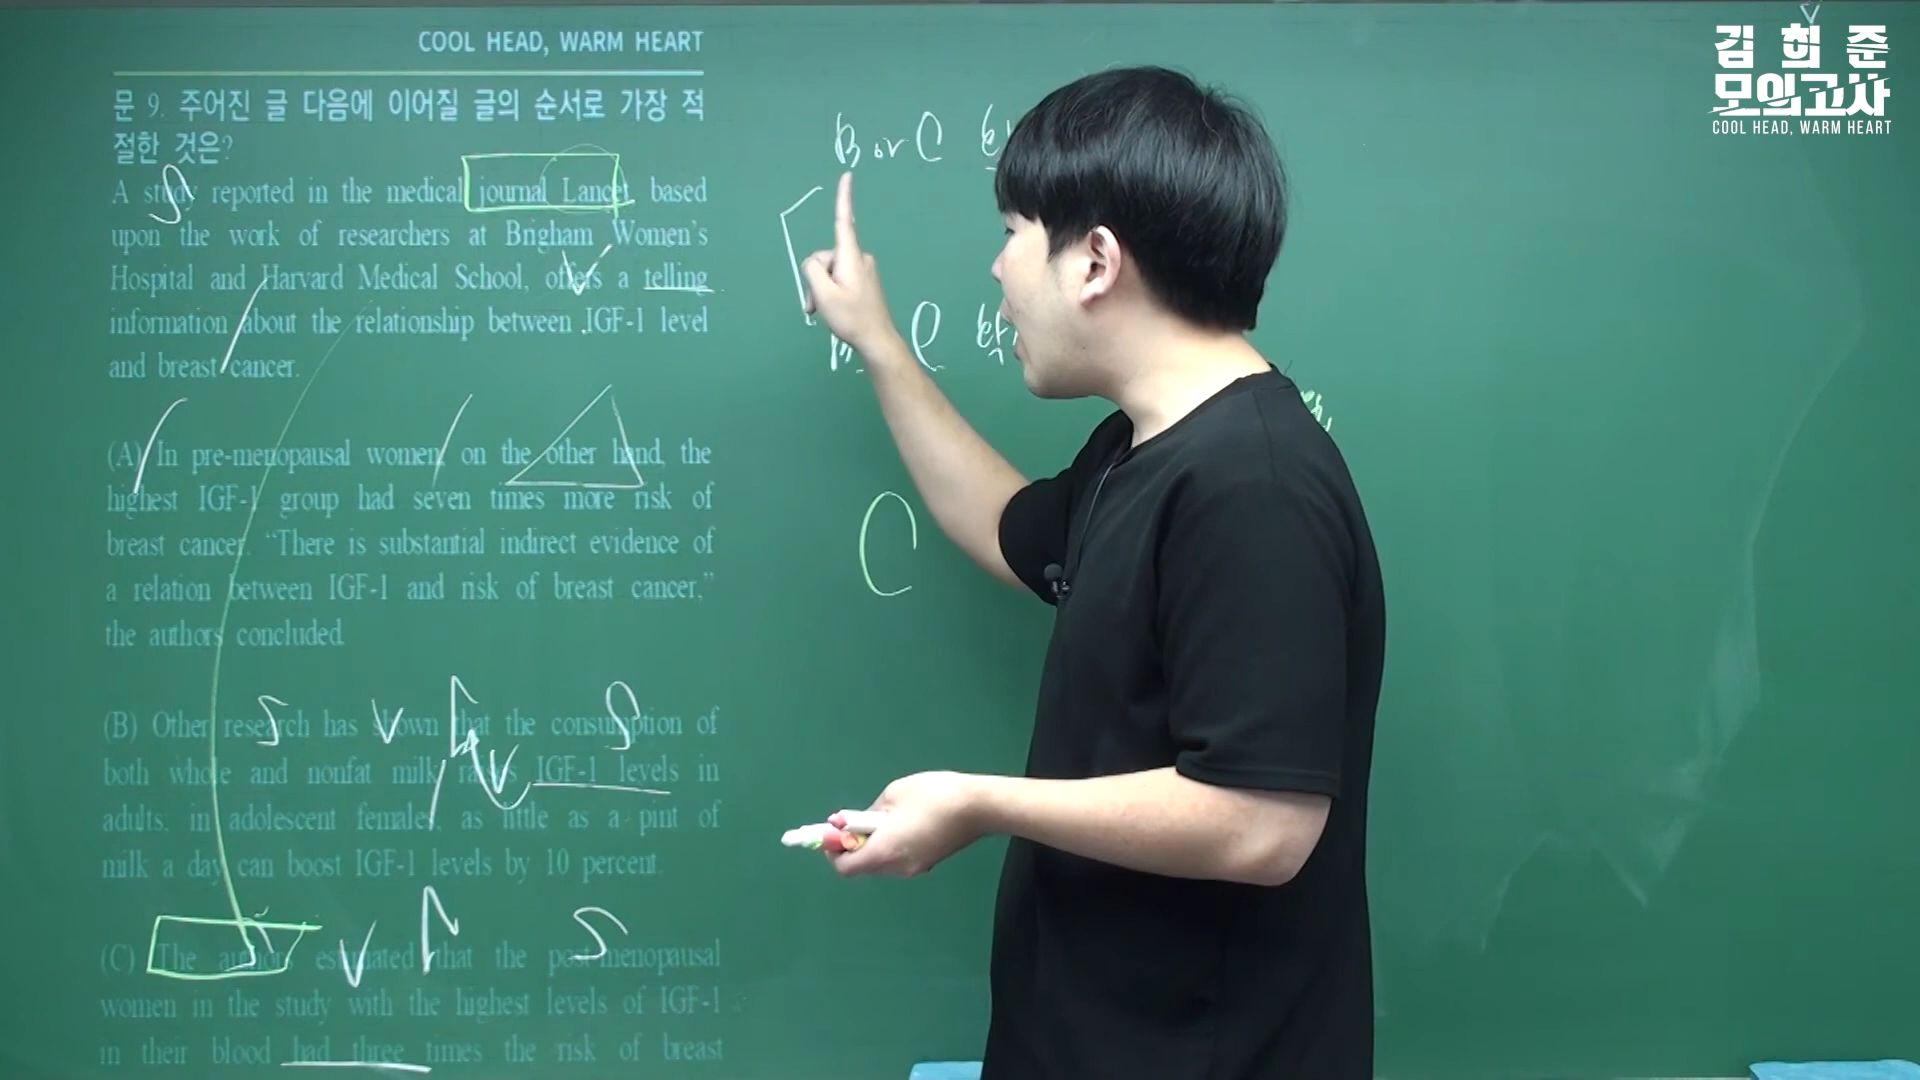 COOL HEAD, WARM HEART
문 9. 주어진 글 다음에 이어질 글의 순서로 가장 적
절한 것은?
A study reported in the medical journal Lancet, based
upon the work of researchers at Brigham Women's
Hospital and Harvard Medical School, offers a telling
information about the relationship between IGF-1 level
and breast cancer.
(A) In pre-menopausal women, on the other hand, the
highest IGF-1 group had seven times more risk of
breast cancer. "There is substantial indirect evidence of
a relation between IGF-1 and risk of breast cancer,"
the authors concluded.
(B) Other research has shown that the consumption of
both whole and nonfat milk raises IGF-1 levels in
adults; in adolescent females, as little as a pint of
milk a day can boost IGF-1 levels by 10 percent.
(C) The authors estimated that the post-menopausal
women in the study with the highest levels of IGF-1
in their blood had three times the risk of breast
S
V
S V S
V
S V S
B or C
C
김희준
모의고사
COOL HEAD, WARM HEART